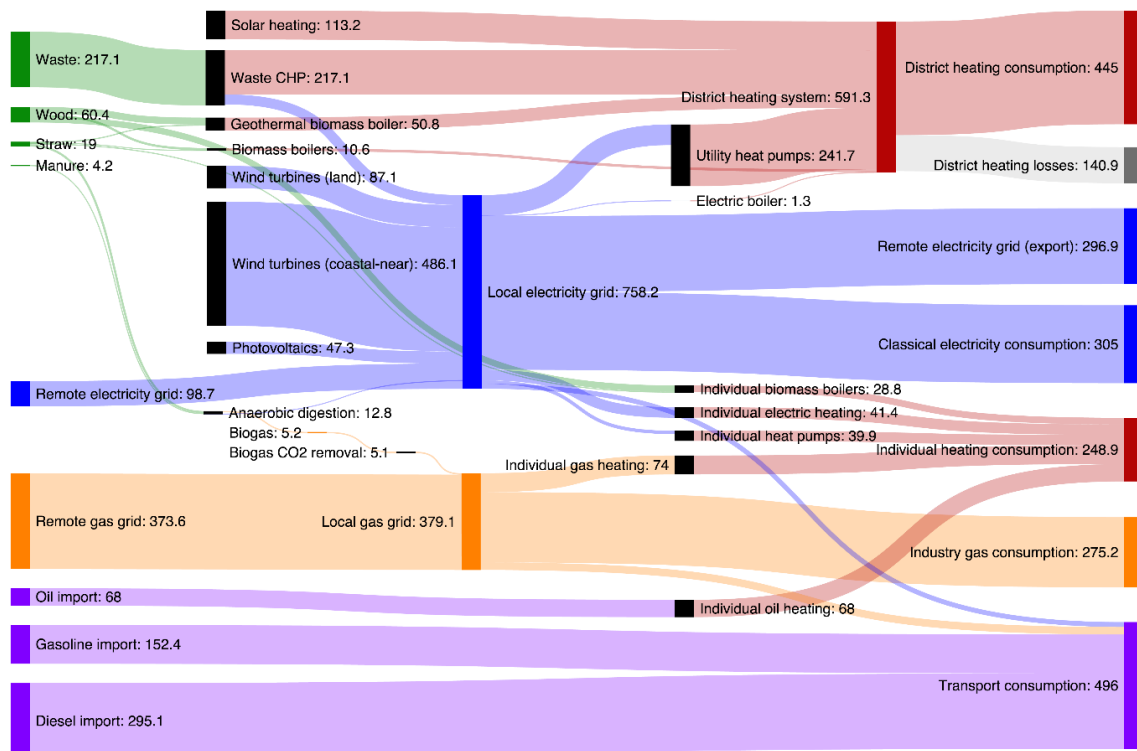 Solar heating: 113.2
Waste: 217.1
District heating consumption: 445
Waste CHP: 217.1
District heating system: 591.3
Wood: 60.4
Geothermal biomass boiler: 50.8
Straw: 19
Biomass boilers: 10.6
Utility heat pumps: 241.7
District heating losses: 140.9
Manure: 4.2
Wind turbines (land): 87.1
Electric boiler: 1.3
Remote electricity grid (export): 296.9
Wind turbines (coastal-near): 486.1
Local electricity grid: 758.2
Classical electricity consumption: 305
Photovoltaics: 47.3
Remote electricity grid: 98.7
Individual biomass boilers: 28.8
Anaerobic digestion: 12.8
Individual electric heating: 41.4
Biogas: 5.2
Individual heat pumps: 39.9
Biogas CO2 removal: 5.1
Individual heating consumption: 248.9
Individual gas heating: 74
Remote gas grid: 373.6
Local gas grid: 379.1
Industry gas consumption: 275.2
Oil import: 68
Individual oil heating: 68
Gasoline import: 152.4
Transport consumption: 496
Diesel import: 295.1